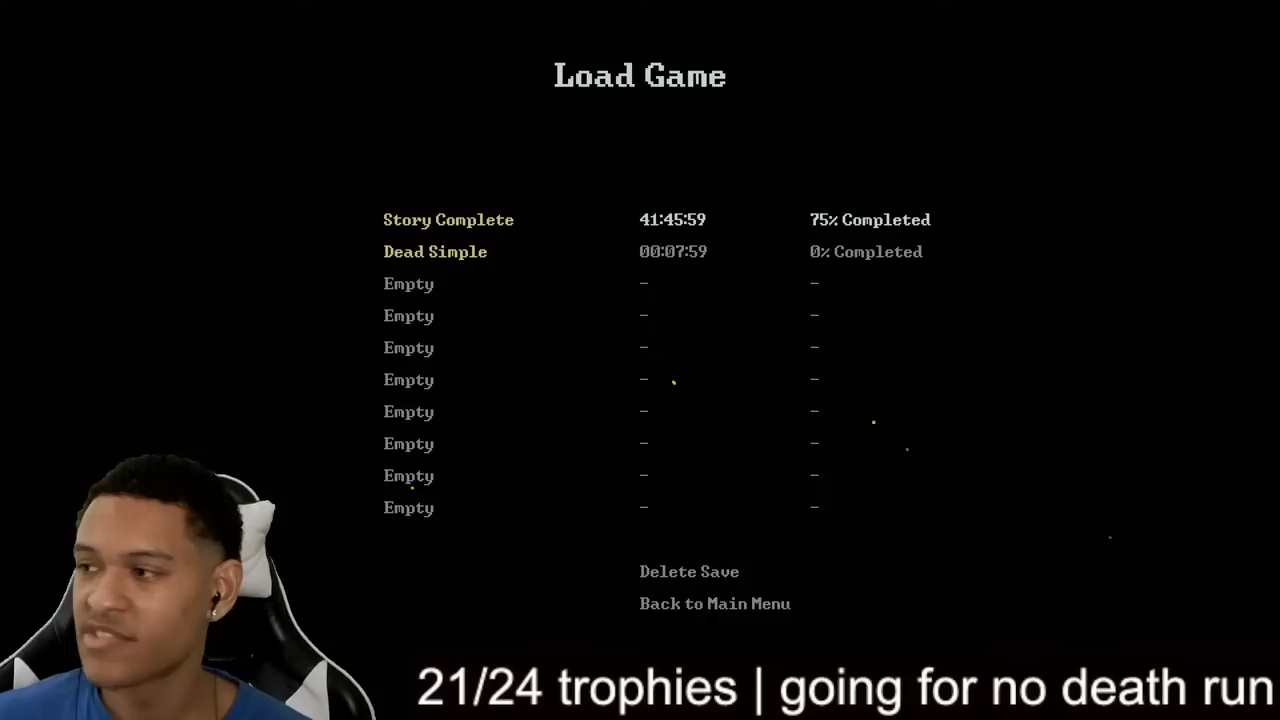 Load Game
Story Complete 41:45:59 75% Completed
Dead Simple 00:07:59 0% Completed
Empty - -
Empty - -
Empty - -
Empty - -
Empty - -
Empty - -
Empty - -
Empty - -
Delete Save
Back to Main Menu
21/24 trophies | going for no death run